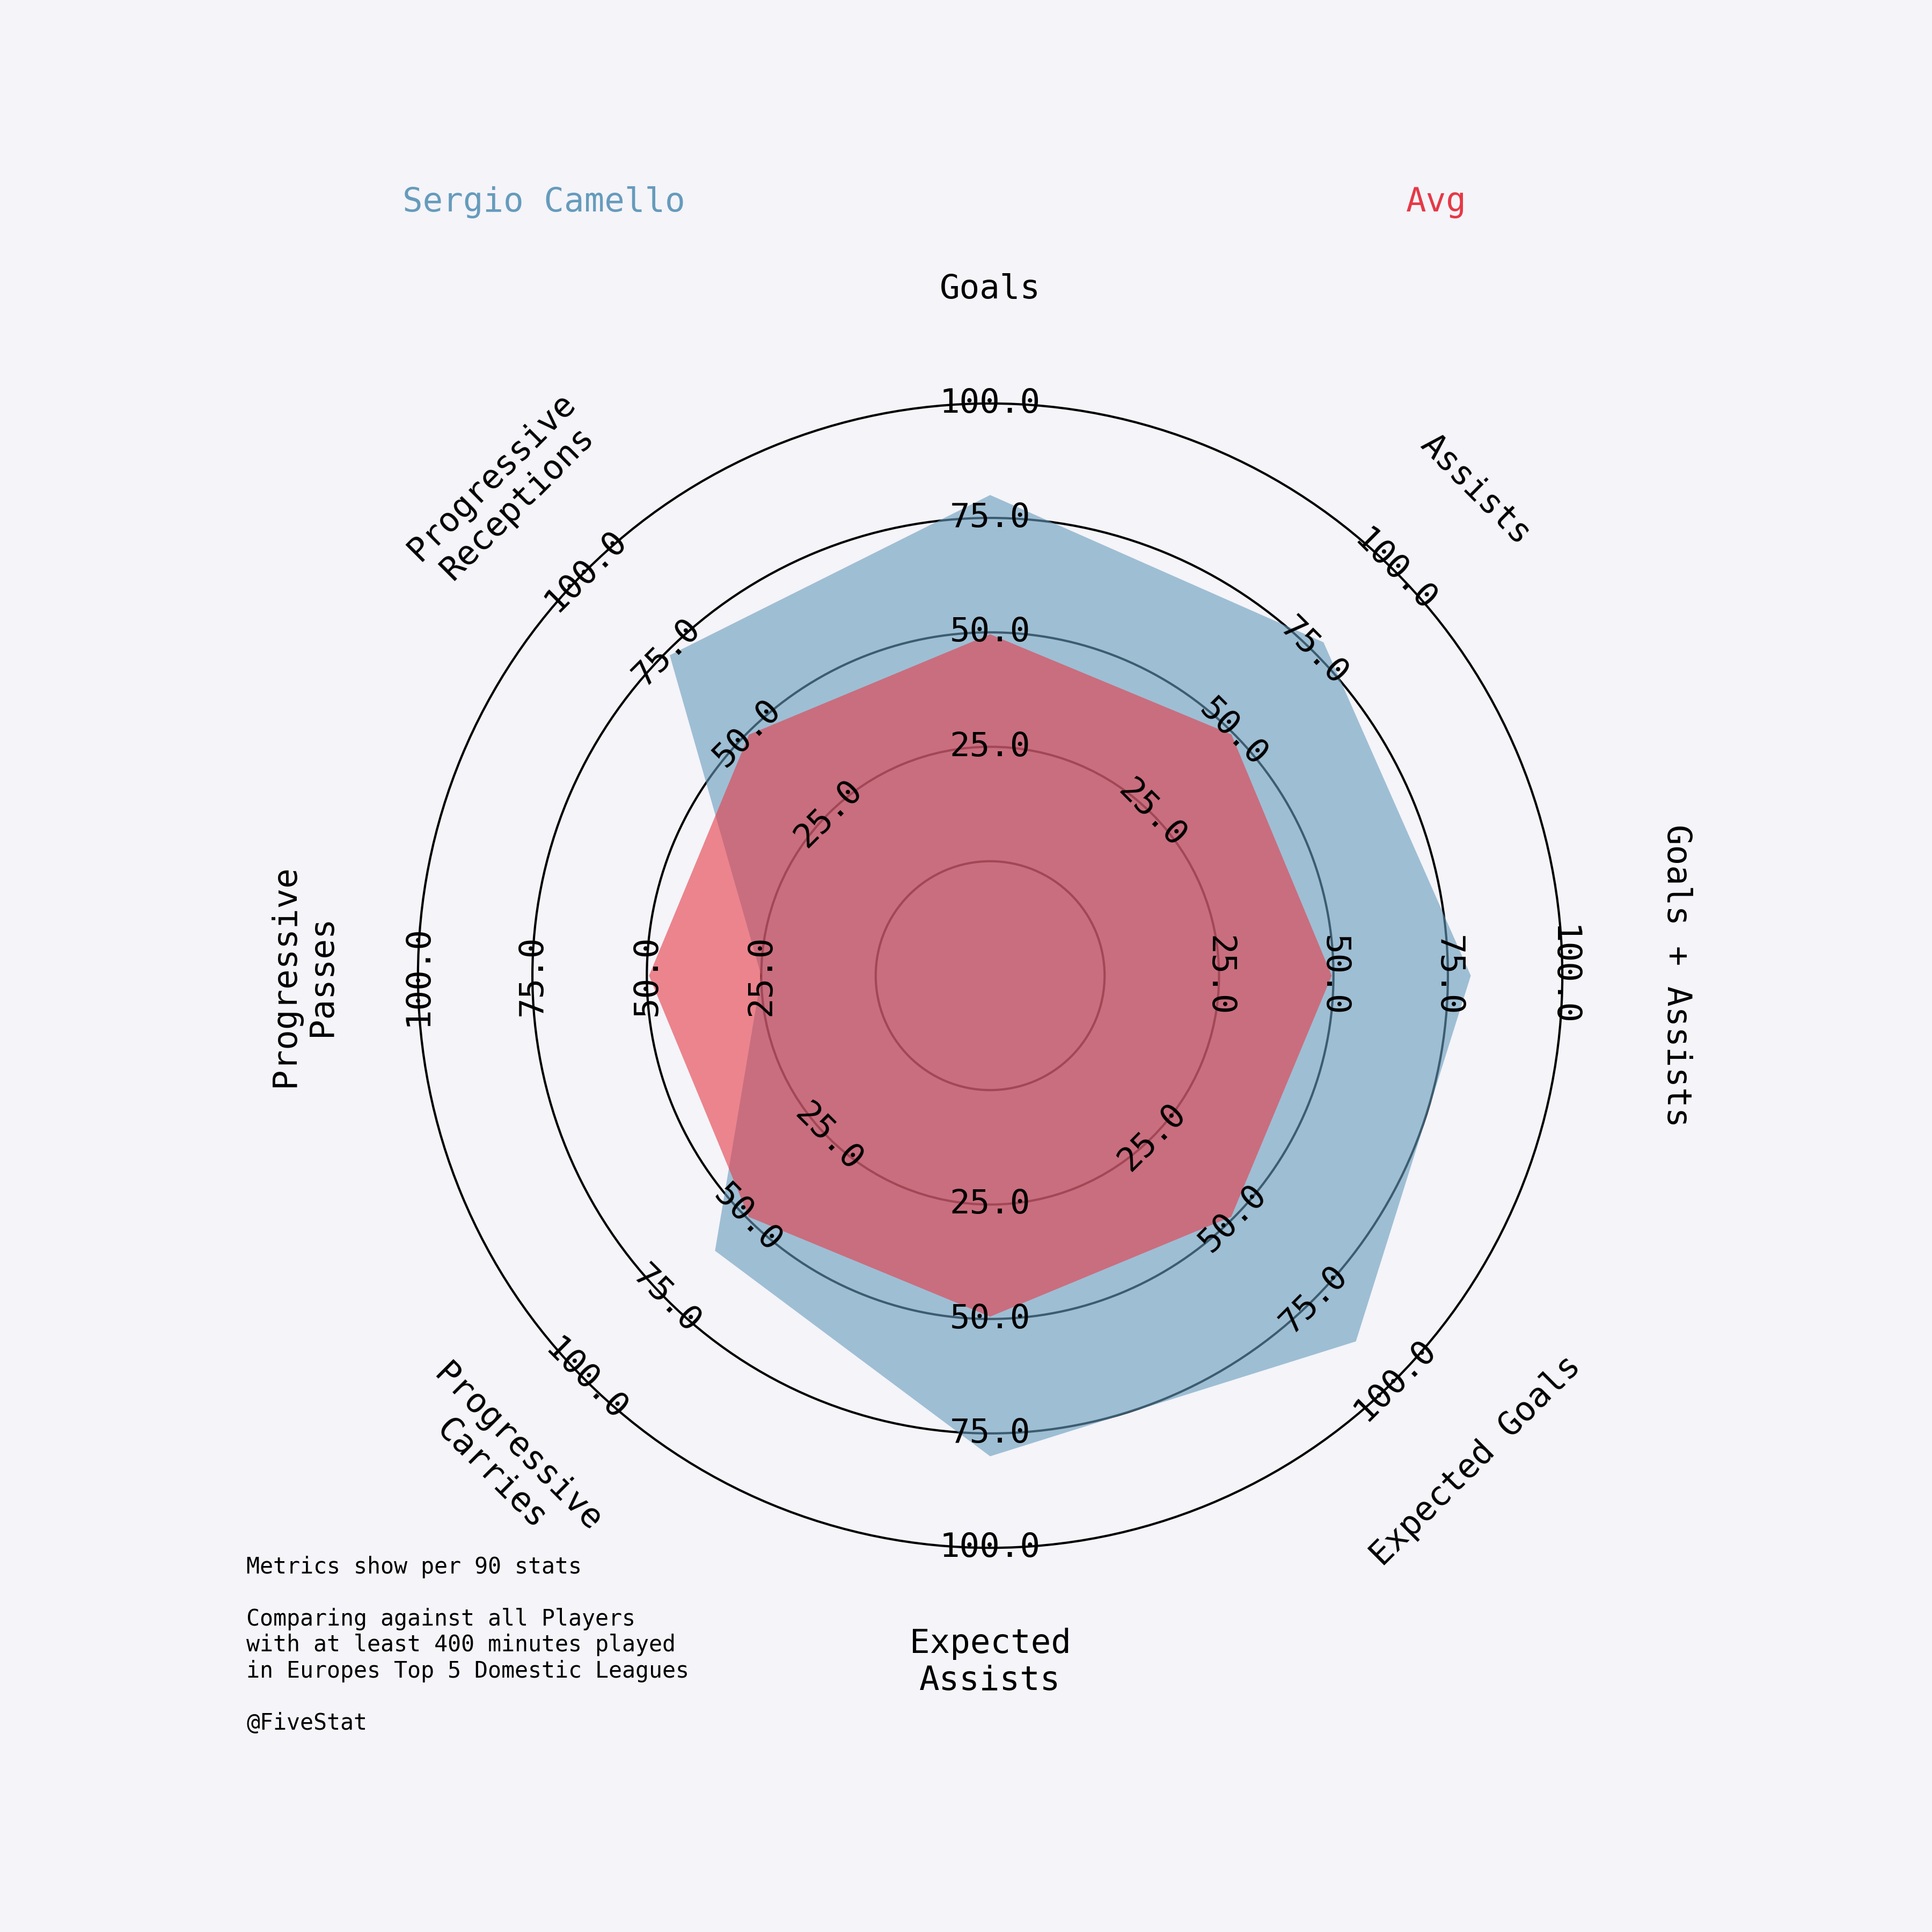 Sergio Camello
Avg
Goals
Assists
Goals + Assists
Expected Goals
Expected
Assists
Progressive
Carries
Progressive
Passes
Progressive
Receptions
25.0
50.0
75.0
100.0
25.0
50.0
75.0
100.0
25.0
50.0
75.0
100.0
25.0
50.0
75.0
100.0
25.0
50.0
75.0
100.0
25.0
50.0
75.0
100.0
25.0
50.0
75.0
100.0
25.0
50.0
75.0
100.0
Metrics show per 90 stats
Comparing against all Players
with at least 400 minutes played
in Europes Top 5 Domestic Leagues
@FiveStat